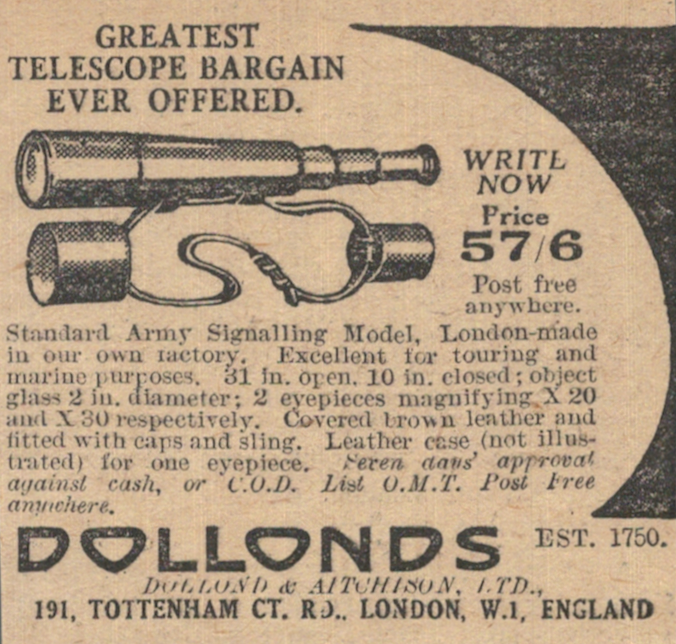 GREATEST
TELESCOPE BARGAIN
EVER OFFERED.
WRITE
NOW
Price
57/6
Post free
anywhere.
Standard Army Signalling Model, London-made
in our own factory. Excellent for touring and
marine purposes. 31 in. open, 10 in. closed; object
glass 2 in. diameter; 2 eyepieces magnifying X 20
and X 30 respectively. Covered brown leather and
fitted with caps and sling. Leather case (not illus-
trated) for one eyepiece. Seven days' approval
against cash, or C.O.D. List O.M.T. Post Free
anywhere.
DOLLONDS EST. 1750.
DOLLOND & AITCHISON, LTD.,
191, TOTTENHAM CT. RD., LONDON, W.1, ENGLAND